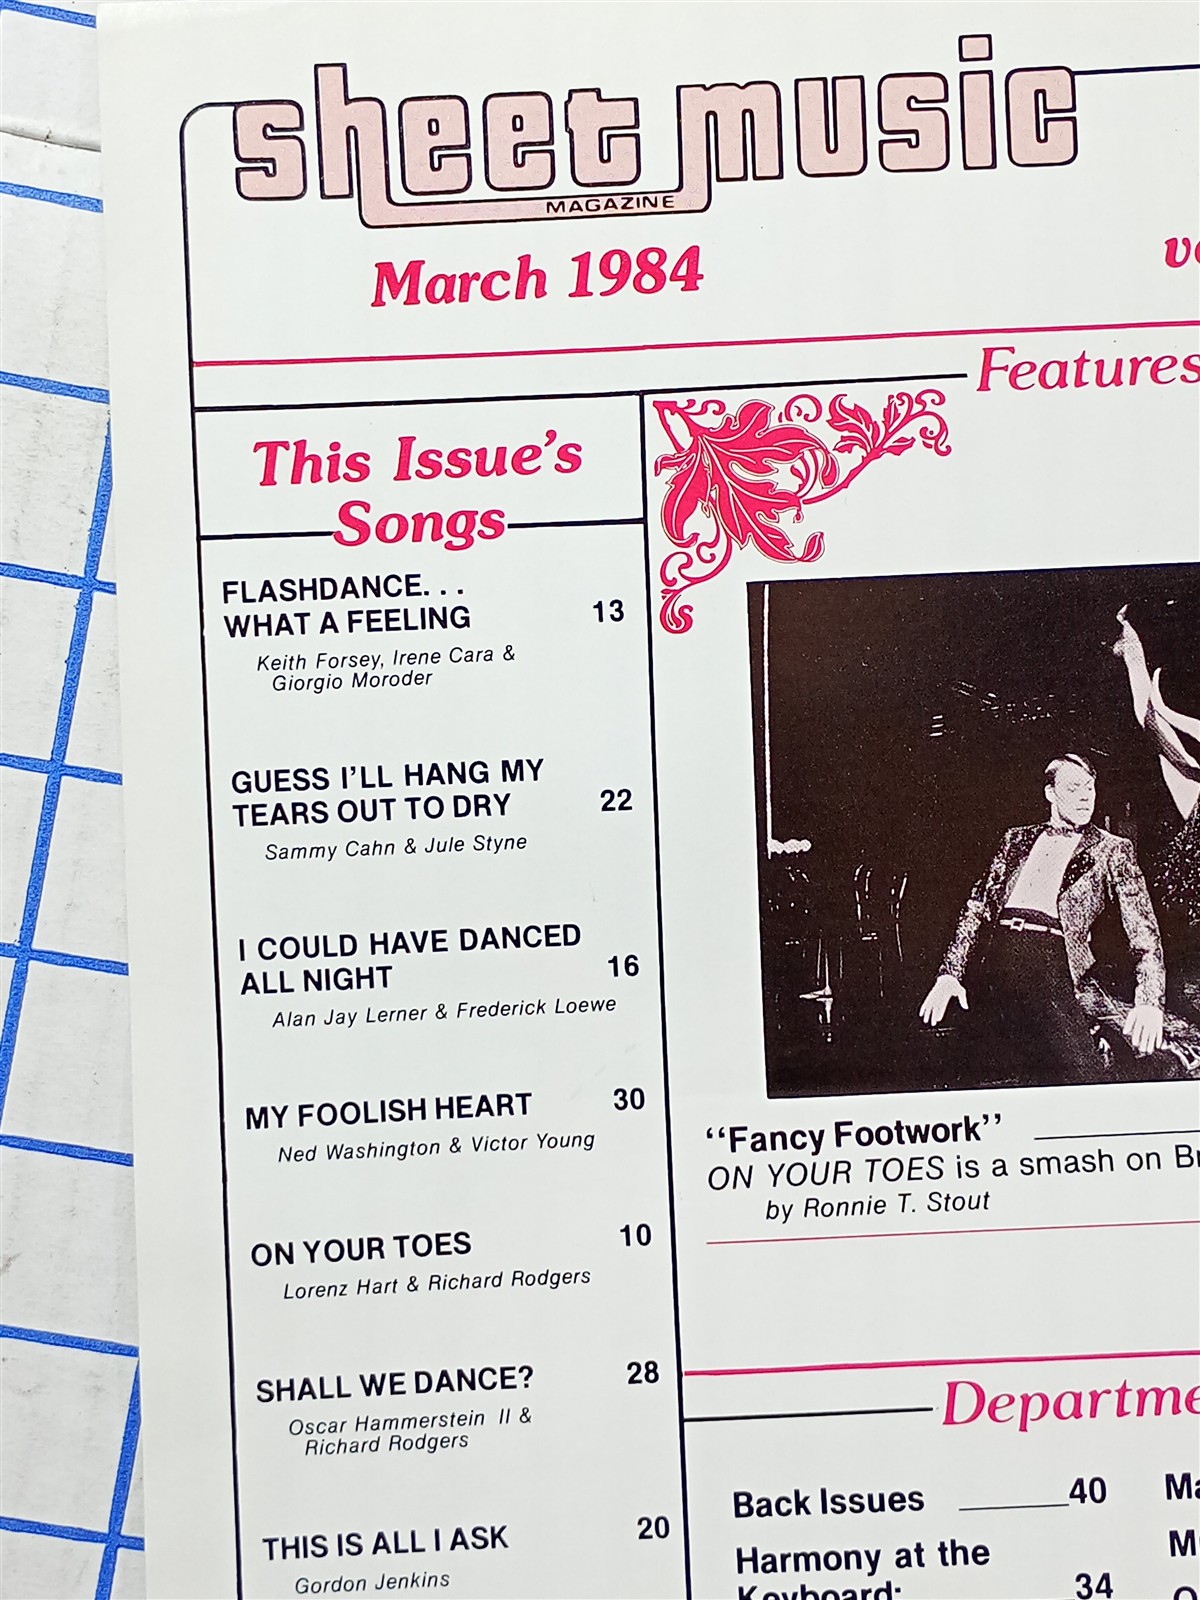 sheet music
MAGAZINE
March 1984
Features
This Issue's
Songs
FLASHDANCE. . .
WHAT A FEELING 13
Keith Forsey, Irene Cara &
Giorgio Moroder
GUESS I'LL HANG MY
TEARS OUT TO DRY 22
Sammy Cahn & Jule Styne
I COULD HAVE DANCED
ALL NIGHT 16
Alan Jay Lerner & Frederick Loewe
MY FOOLISH HEART 30
Ned Washington & Victor Young
ON YOUR TOES 10
Lorenz Hart & Richard Rodgers
SHALL WE DANCE? 28
Oscar Hammerstein II &
Richard Rodgers
THIS IS ALL I ASK 20
Gordon Jenkins
"Fancy Footwork"
ON YOUR TOES is a smash on
by Ronnie T. Stout
Back Issues 40
Harmony at the
Keyboard: 34